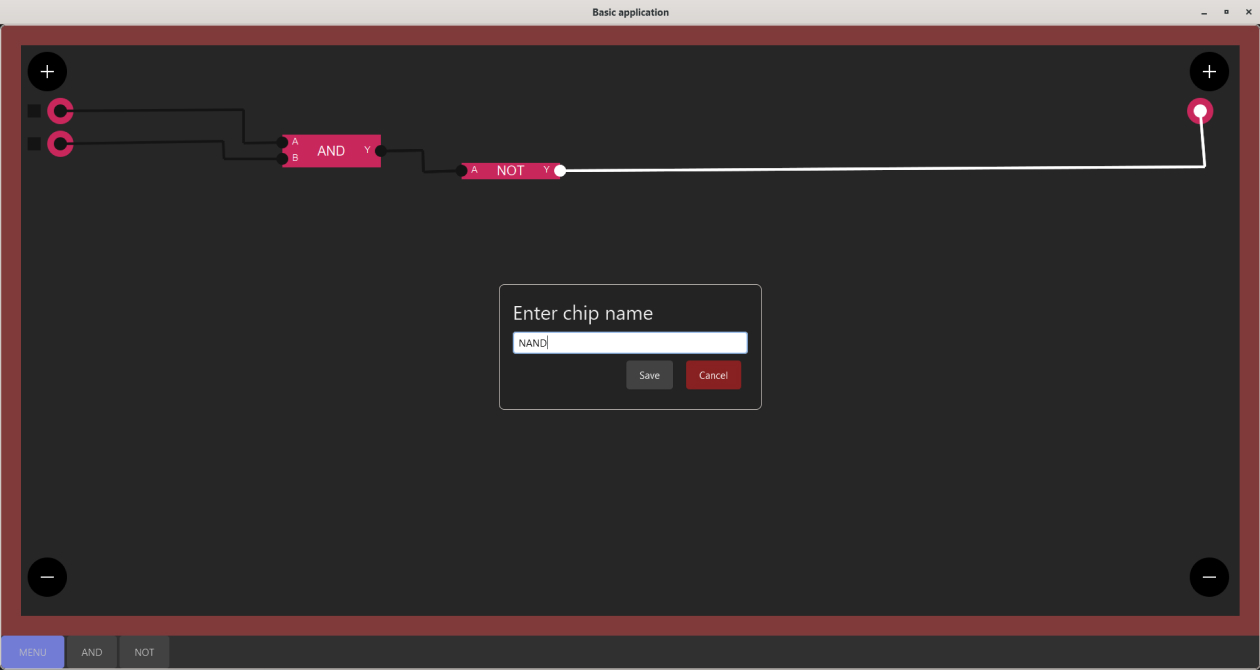 Basic application
A
B
AND
Y
A
NOT
Y
Enter chip name
NAND
Save
Cancel
MENU
AND
NOT